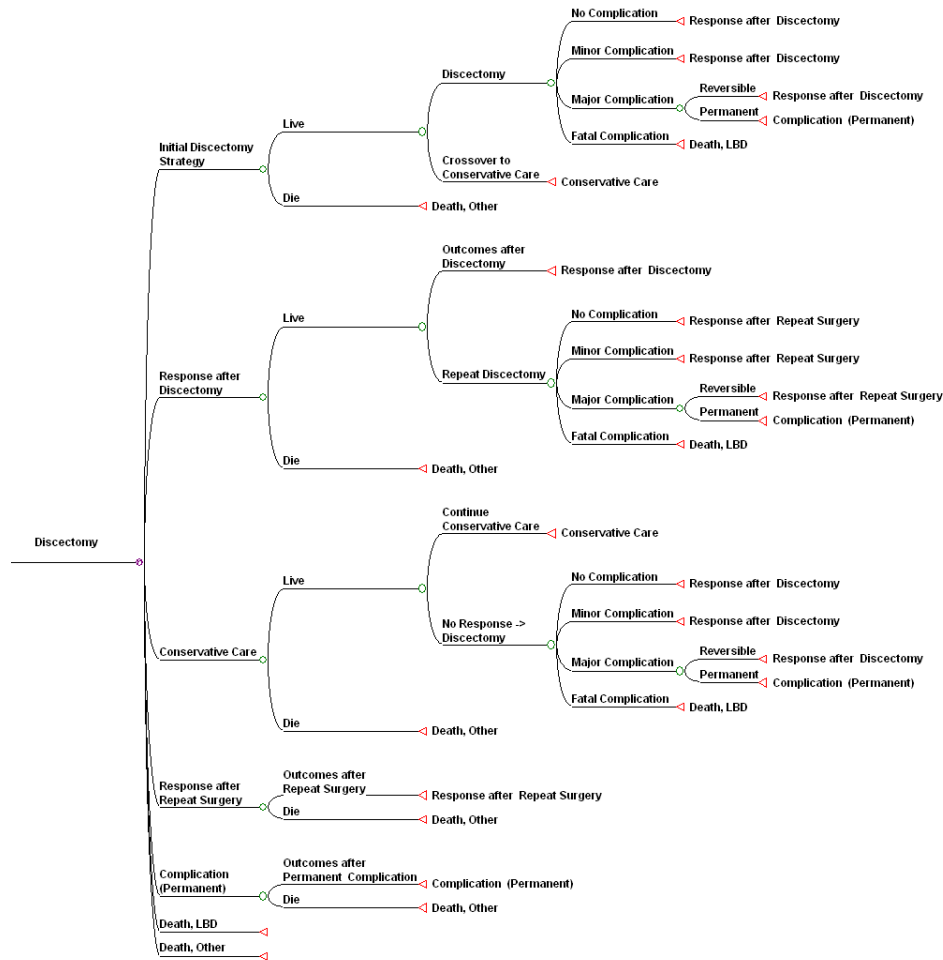 No Complication
Response after Discectomy
Minor Complication
Response after Discectomy
Discectomy
Reversible
Response after Discectomy
Major Complication
Permanent
Complication (Permanent)
Live
Fatal Complication
Death, LBD
Initial Discectomy
Strategy
Crossover to
Conservative Care
Conservative Care
Die
Death, Other
Outcomes after
Discectomy
Response after Discectomy
Live
No Complication
Response after Repeat Surgery
Minor Complication
Response after Repeat Surgery
Response after
Discectomy
Repeat Discectomy
Reversible
Response after Repeat Surgery
Major Complication
Permanent
Complication (Permanent)
Fatal Complication
Death, LBD
Die
Death, Other
Continue
Conservative Care
Conservative Care
Discectomy
Live
No Complication
Response after Discectomy
Minor Complication
Response after Discectomy
No Response ->
Discectomy
Conservative Care
Reversible
Response after Discectomy
Major Complication
Permanent
Complication (Permanent)
Fatal Complication
Death, LBD
Die
Death, Other
Response after
Repeat Surgery
Outcomes after
Repeat Surgery
Response after Repeat Surgery
Die
Death, Other
Complication
(Permanent)
Outcomes after
Permanent Complication
Complication (Permanent)
Die
Death, Other
Death, LBD
Death, Other